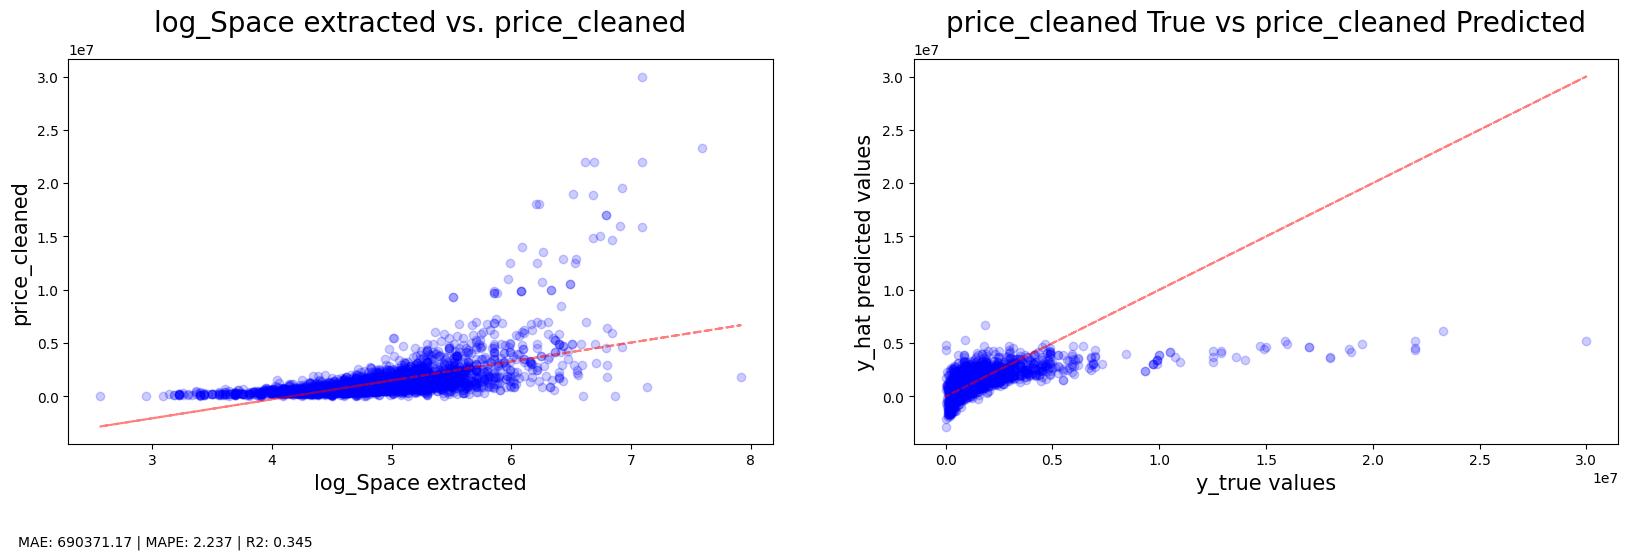 log_Space extracted vs. price_cleaned
1e7
3.0
2.5
2.0
1.5
1.0
0.5
0.0
price_cleaned
3 4 5 6 7 8
log_Space extracted
price_cleaned True vs price_cleaned Predicted
1e7
3.0
2.5
2.0
1.5
1.0
0.5
0.0
y_hat predicted values
0.0 0.5 1.0 1.5 2.0 2.5 3.0
1e7
y_true values
MAE: 690371.17 | MAPE: 2.237 | R2: 0.345